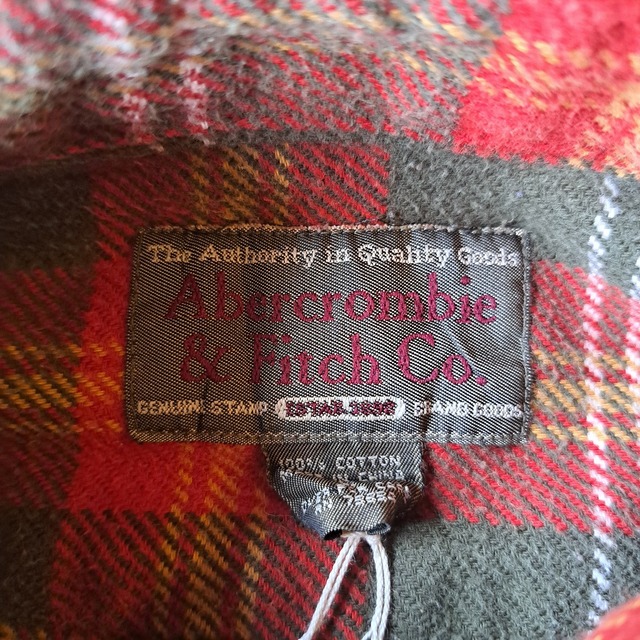 The Authority in Quality Goods
Abercrombie
& Fitch Co.
GENUINE STAMP ESTAB. 1892 BRAND GOODS
100% COTTON